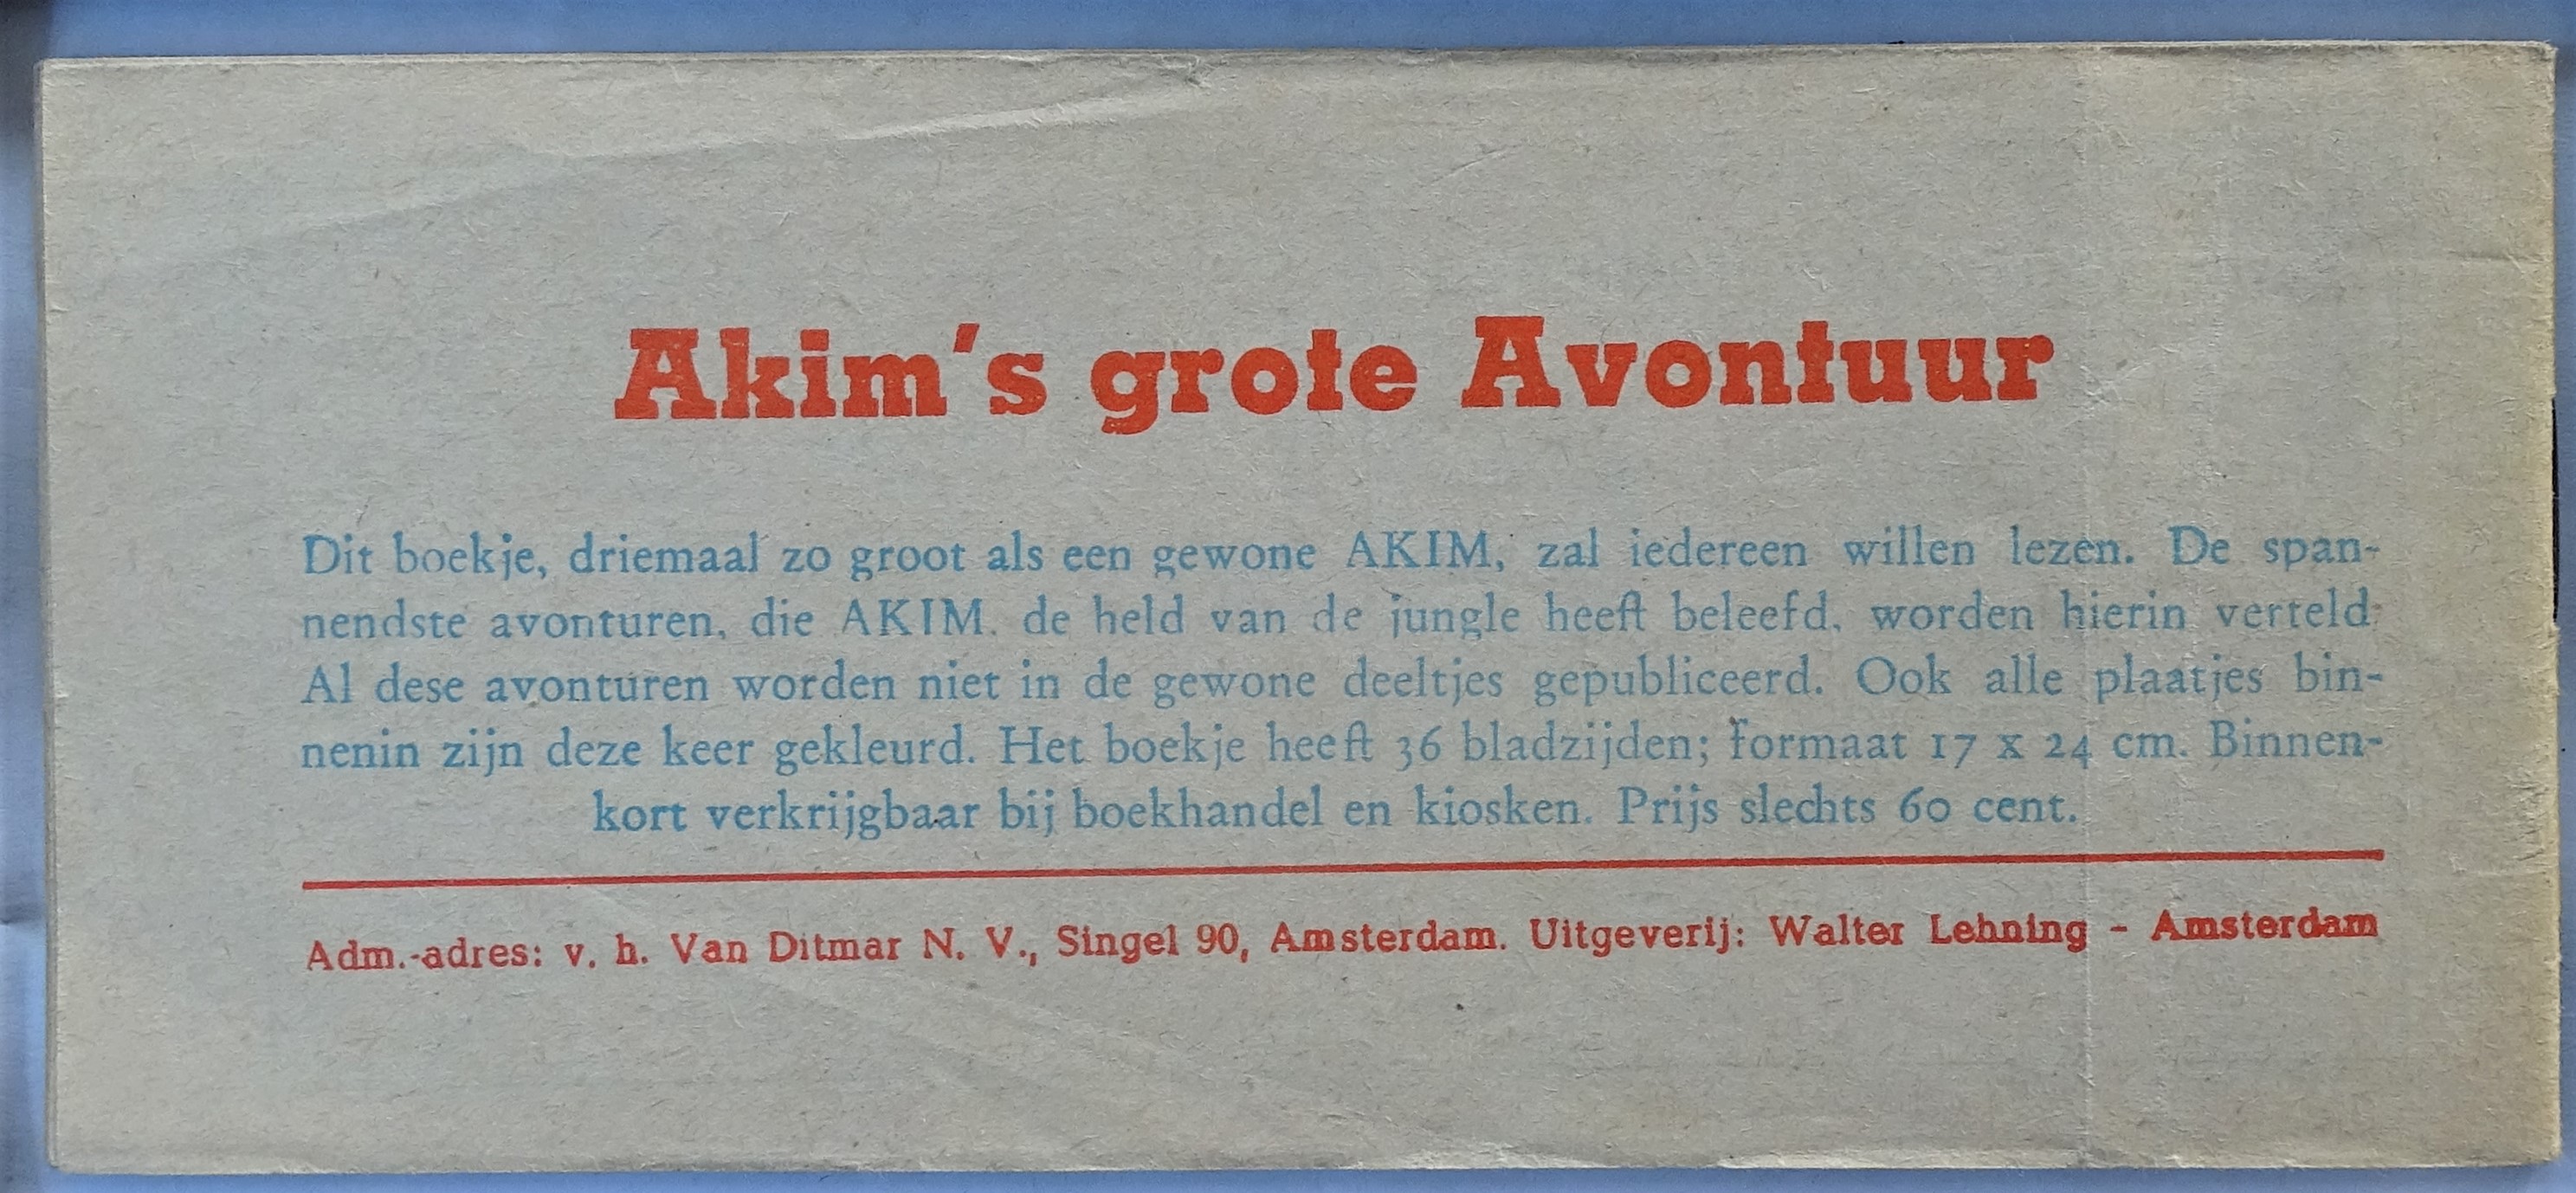 Akim's grote Avontuur
Dit boekje, driemaal zo groot als een gewone AKIM, zal iedereen willen lezen. De span-
nendste avonturen, die AKIM. de held van de jungle heeft beleefd, worden hierin verteld.
Al dese avonturen worden niet in de gewone deeltjes gepubliceerd. Ook alle plaatjes bin-
nenin zijn deze keer gekleurd. Het boekje heeft 36 bladzijden; formaat 17 x 24 cm. Binnen-
kort verkrijgbaar bij boekhandel en kiosken. Prijs slechts 60 cent.
Adm.-adres: v. h. Van Ditmar N. V., Singel 90, Amsterdam. Uitgeverij: Walter Lehning - Amsterdam